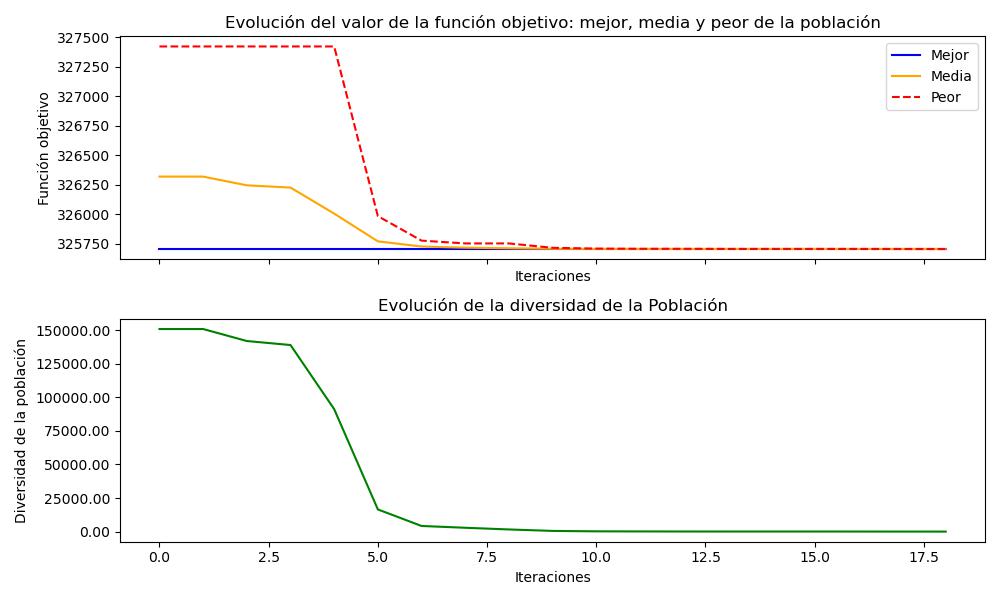 Evolución del valor de la función objetivo: mejor, media y peor de la población
Función objetivo
327500
327250
327000
326750
326500
326250
326000
325750
Mejor
Media
Peor
Iteraciones
Evolución de la diversidad de la Población
Diversidad de la población
150000.00
125000.00
100000.00
75000.00
50000.00
25000.00
0.00
0.0 2.5 5.0 7.5 10.0 12.5 15.0 17.5
Iteraciones